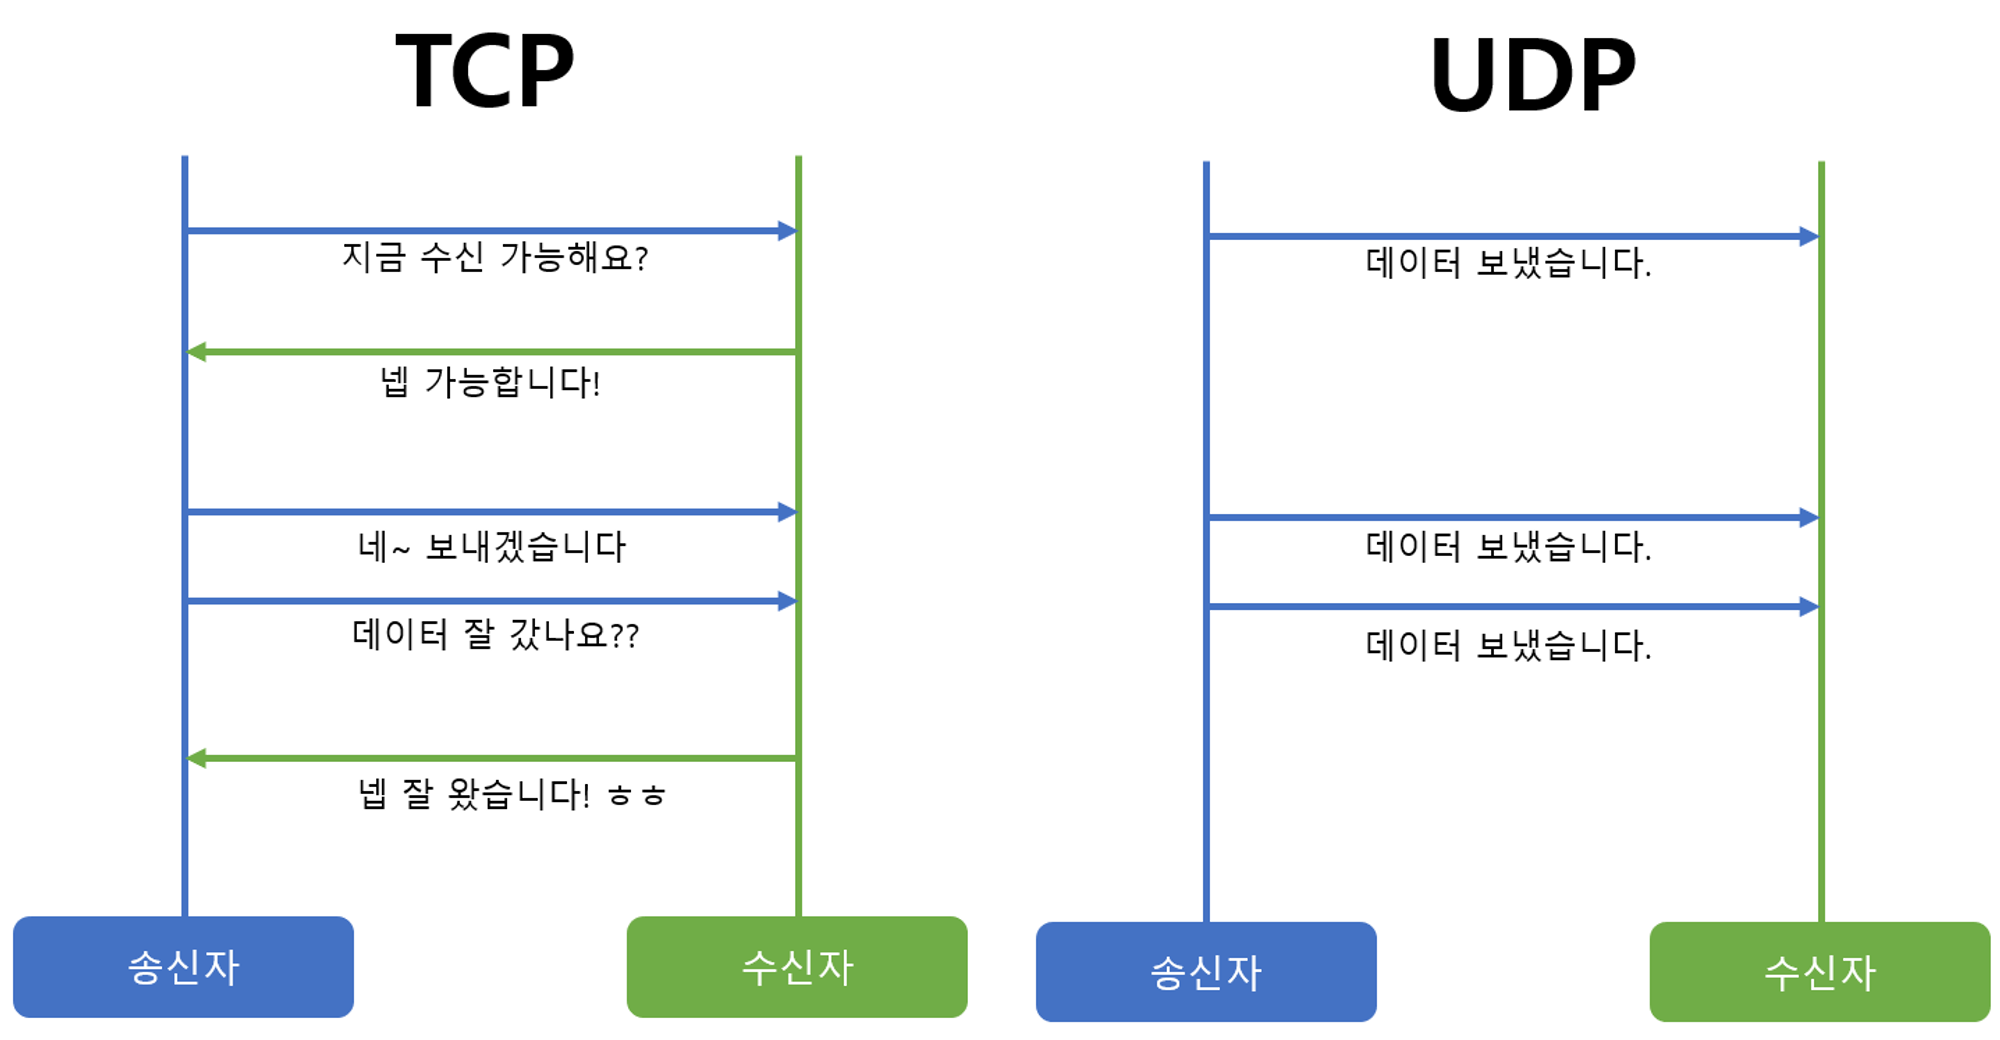 TCP
지금 수신 가능해요?
넵 가능합니다!
네~ 보내겠습니다
데이터 잘 갔나요??
넵 잘 왔습니다! ㅎㅎ
송신자
수신자
UDP
데이터 보냈습니다.
데이터 보냈습니다.
데이터 보냈습니다.
송신자
수신자